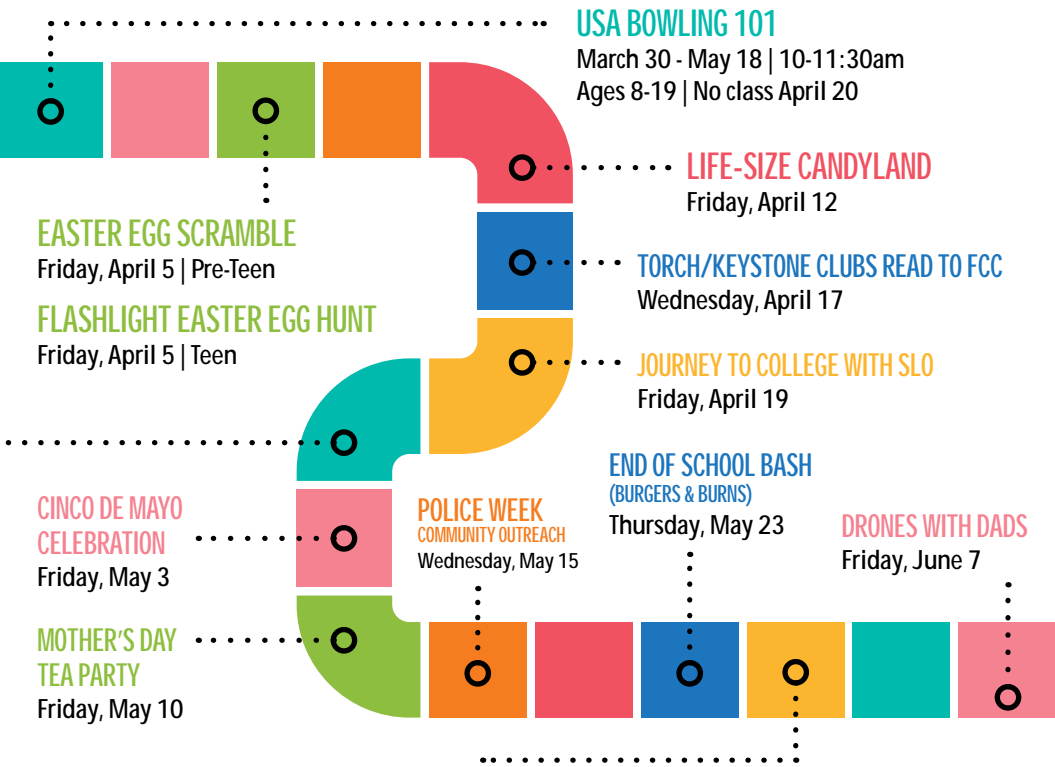 USA BOWLING 101
March 30 - May 18 | 10-11:30am
Ages 8-19 | No class April 20
EASTER EGG SCRAMBLE
Friday, April 5 | Pre-Teen
FLASHLIGHT EASTER EGG HUNT
Friday, April 5 | Teen
LIFE-SIZE CANDYLAND
Friday, April 12
TORCH/KEYSTONE CLUBS READ TO FCC
Wednesday, April 17
JOURNEY TO COLLEGE WITH SLO
Friday, April 19
CINCO DE MAYO
CELEBRATION
Friday, May 3
MOTHER'S DAY
TEA PARTY
Friday, May 10
POLICE WEEK
COMMUNITY OUTREACH
Wednesday, May 15
END OF SCHOOL BASH
(BURGERS & BURNS)
Thursday, May 23
DRONES WITH DADS
Friday, June 7